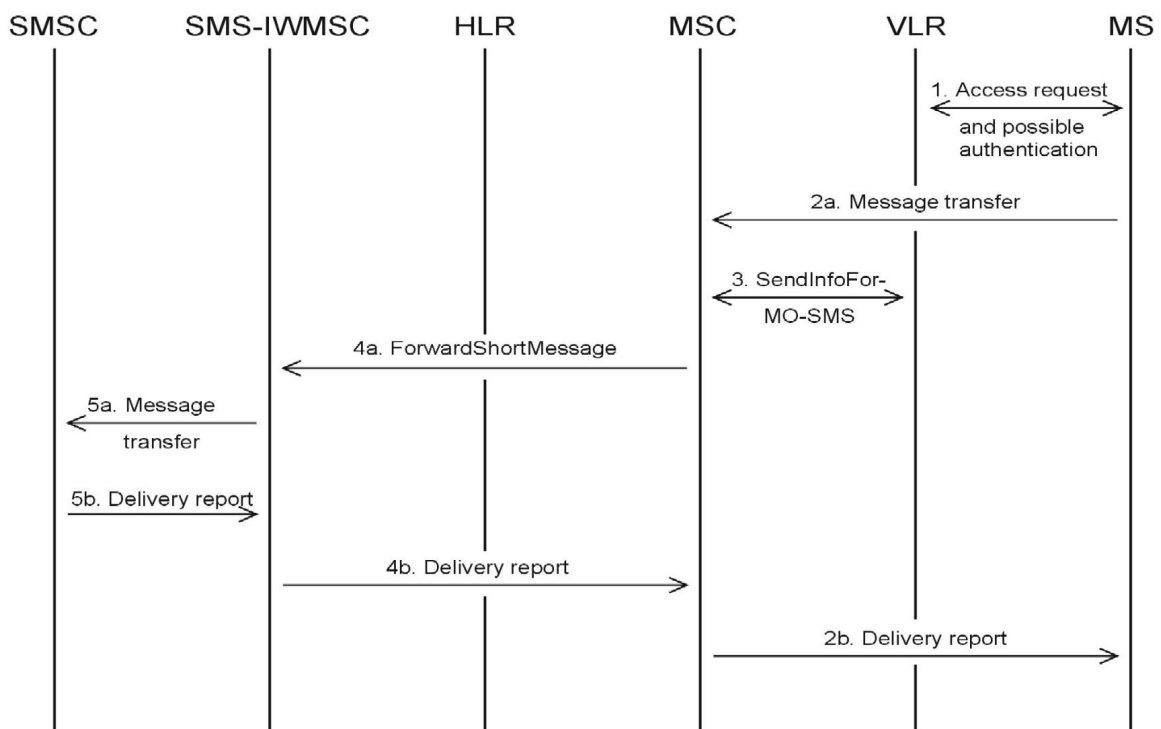 SMSC SMS-IWMSC HLR MSC VLR MS
1. Access request
and possible
authentication
2a. Message transfer
3. SendInfoFor-
MO-SMS
4a. ForwardShortMessage
5a. Message
transfer
5b. Delivery report
4b. Delivery report
2b. Delivery report